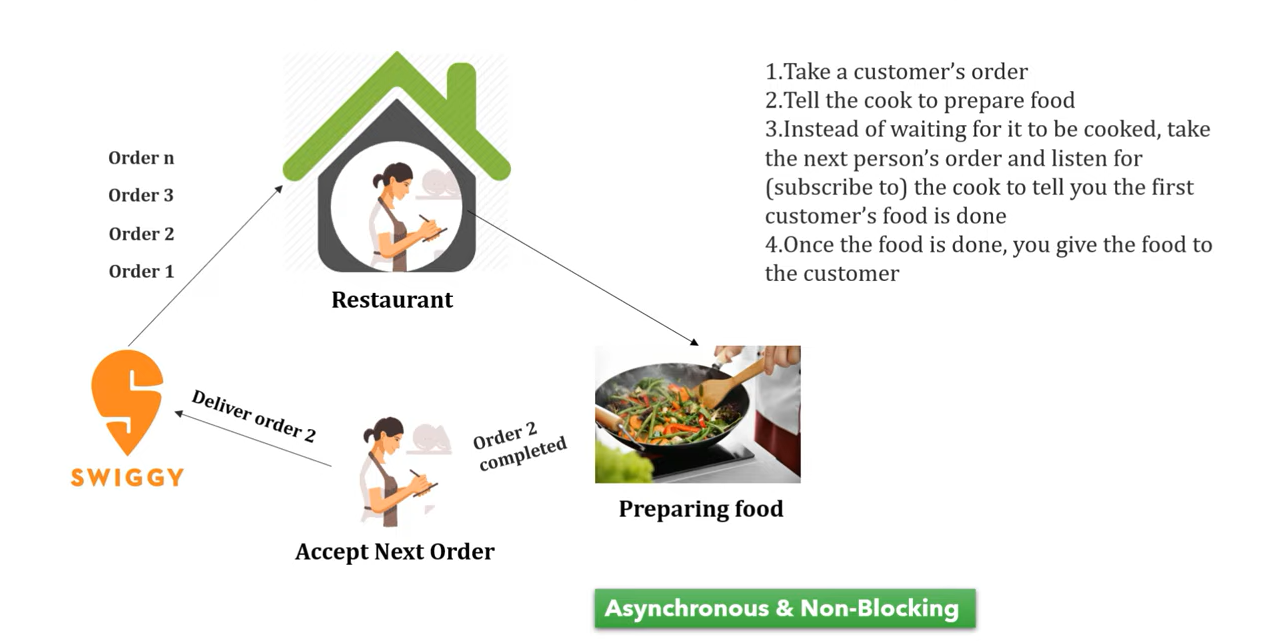 Order n
Order 3
Order 2
Order 1
Restaurant
1.Take a customer’s order
2.Tell the cook to prepare food
3.Instead of waiting for it to be cooked, take
the next person’s order and listen for
(subscribe to) the cook to tell you the first
customer’s food is done
4.Once the food is done, you give the food to
the customer
SWIGGY
Deliver order 2
Order 2
completed
Accept Next Order
Preparing food
Asynchronous & Non-Blocking